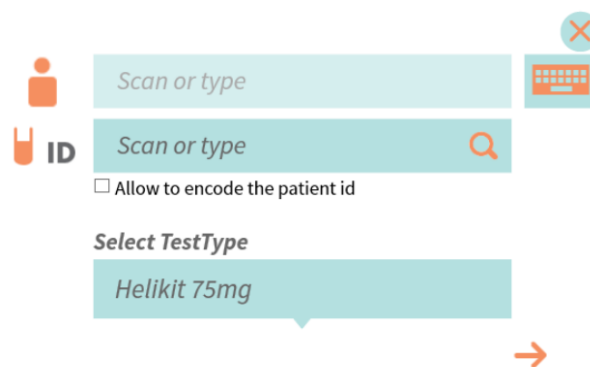 Scan or type
ID Scan or type
Allow to encode the patient id
Select TestType
Helikit 75mg